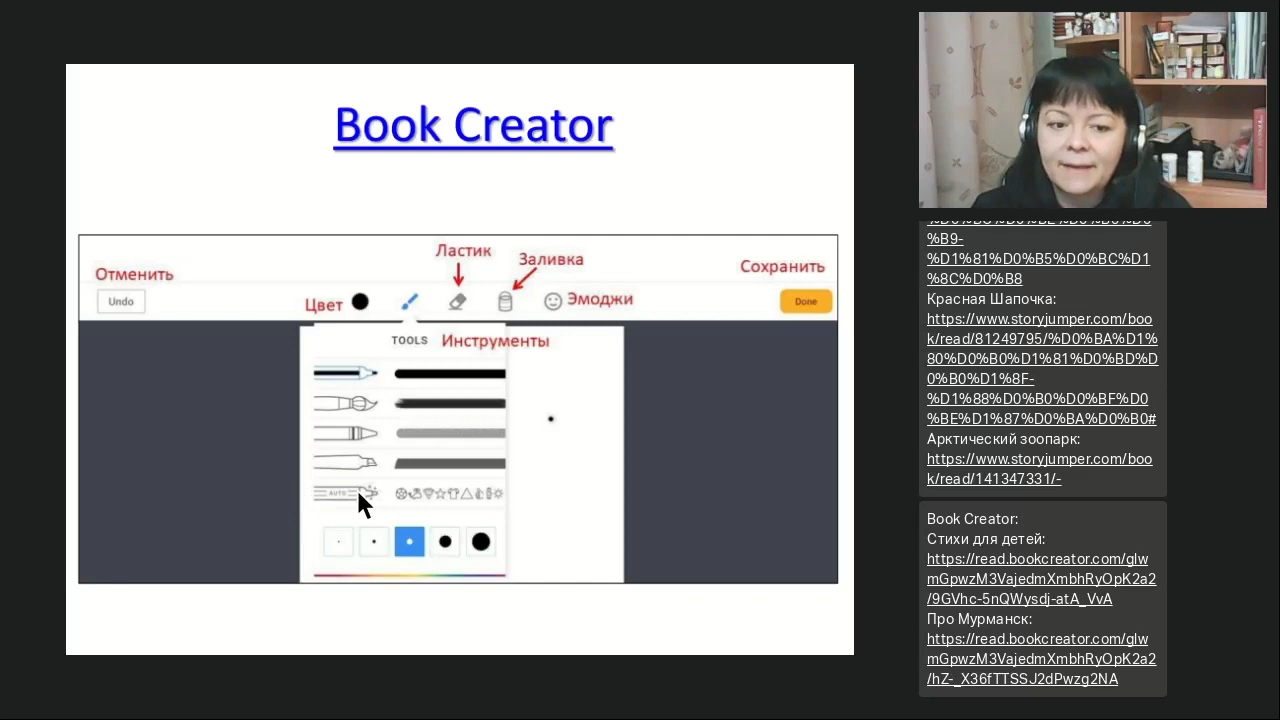 Book Creator
Ластик
Заливка
Отменить
Сохранить
Undo
Цвет
Эмоджи
Done
TOOLS
Инструменты
AUTO
%B9-
%D1%81%D0%B5%D0%BC%D1
%8C%D0%B8
Красная Шапочка:
https://www.storyjumper.com/boo
k/read/81249795/%D0%BA%D1%
80%D0%B0%D1%81%D0%BD%D
0%B0%D1%8F-
%D1%88%D0%B0%D0%BF%D0
%BE%D1%87%D0%BA%D0%B0#
Арктический зоопарк:
https://www.storyjumper.com/boo
k/read/141347331/-
Book Creator:
Стихи для детей:
https://read.bookcreator.com/glw
mGpwzM3VajedmXmbhRyOpK2a2
/9GVhc-5nQWysdj-atA_VvA
Про Мурманск:
https://read.bookcreator.com/glw
mGpwzM3VajedmXmbhRyOpK2a2
/hZ-_X36fTTSSJ2dPwzg2NA